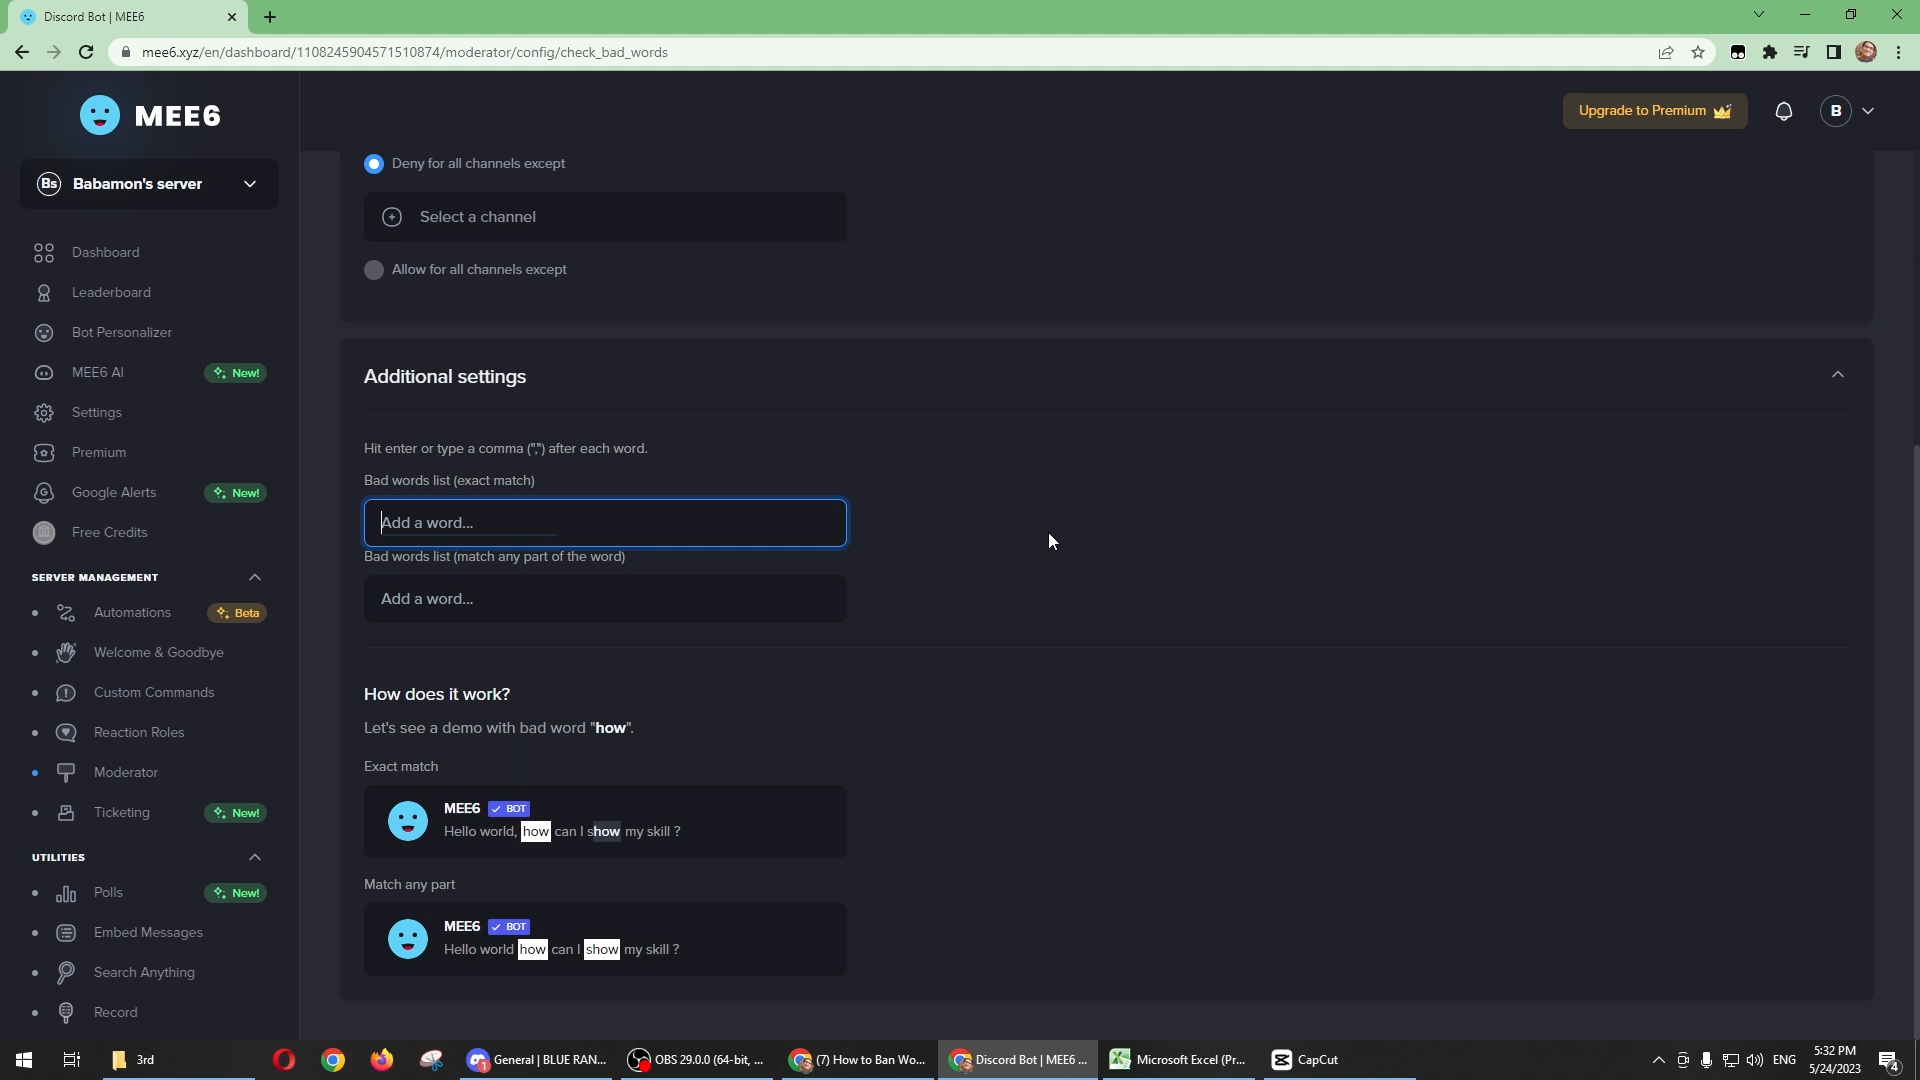 Discord Bot | MEE6
mee6.xyz/en/dashboard/1108245904571510874/moderator/config/check_bad_words
MEE6
Upgrade to Premium
B
Bs Babamon's server
Deny for all channels except
Select a channel
Allow for all channels except
Dashboard
Leaderboard
Bot Personalizer
MEE6 AI New!
Settings
Premium
Google Alerts New!
Free Credits
SERVER MANAGEMENT
Automations Beta
Welcome & Goodbye
Custom Commands
Reaction Roles
Moderator
Ticketing New!
UTILITIES
Polls New!
Embed Messages
Search Anything
Record
Additional settings
Hit enter or type a comma (",") after each word.
Bad words list (exact match)
Add a word...
Bad words list (match any part of the word)
Add a word...
How does it work?
Let's see a demo with bad word "how".
Exact match
MEE6 BOT
Hello world, how can I show my skill ?
Match any part
MEE6 BOT
Hello world how can I show my skill ?
3rd
1
General | BLUE RAN...
OBS 29.0.0 (64-bit, ...
(7) How to Ban Wo...
Discord Bot | MEE6 ...
Microsoft Excel (Pr...
CapCut
ENG
5:32 PM
5/24/2023
4